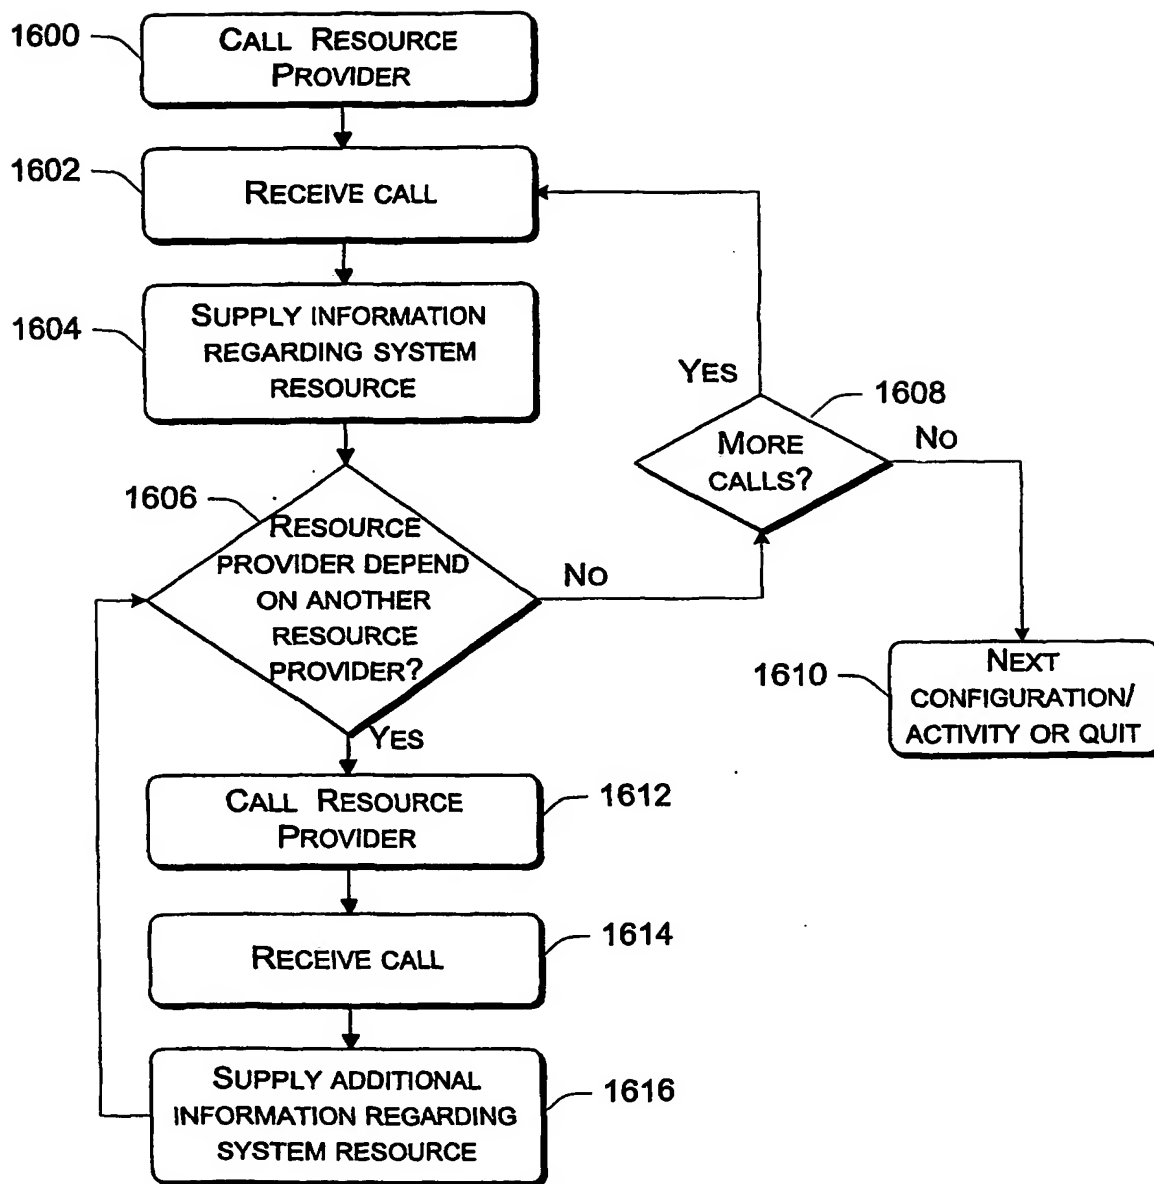 1600
CALL RESOURCE
PROVIDER
1602
RECEIVE CALL
1604
SUPPLY INFORMATION
REGARDING SYSTEM
RESOURCE
YES
1608
MORE
CALLS?
NO
1606
RESOURCE
PROVIDER DEPEND
ON ANOTHER
RESOURCE
PROVIDER?
NO
YES
1610
NEXT
CONFIGURATION/
ACTIVITY OR QUIT
CALL RESOURCE
PROVIDER
1612
RECEIVE CALL
1614
SUPPLY ADDITIONAL
INFORMATION REGARDING
SYSTEM RESOURCE
1616